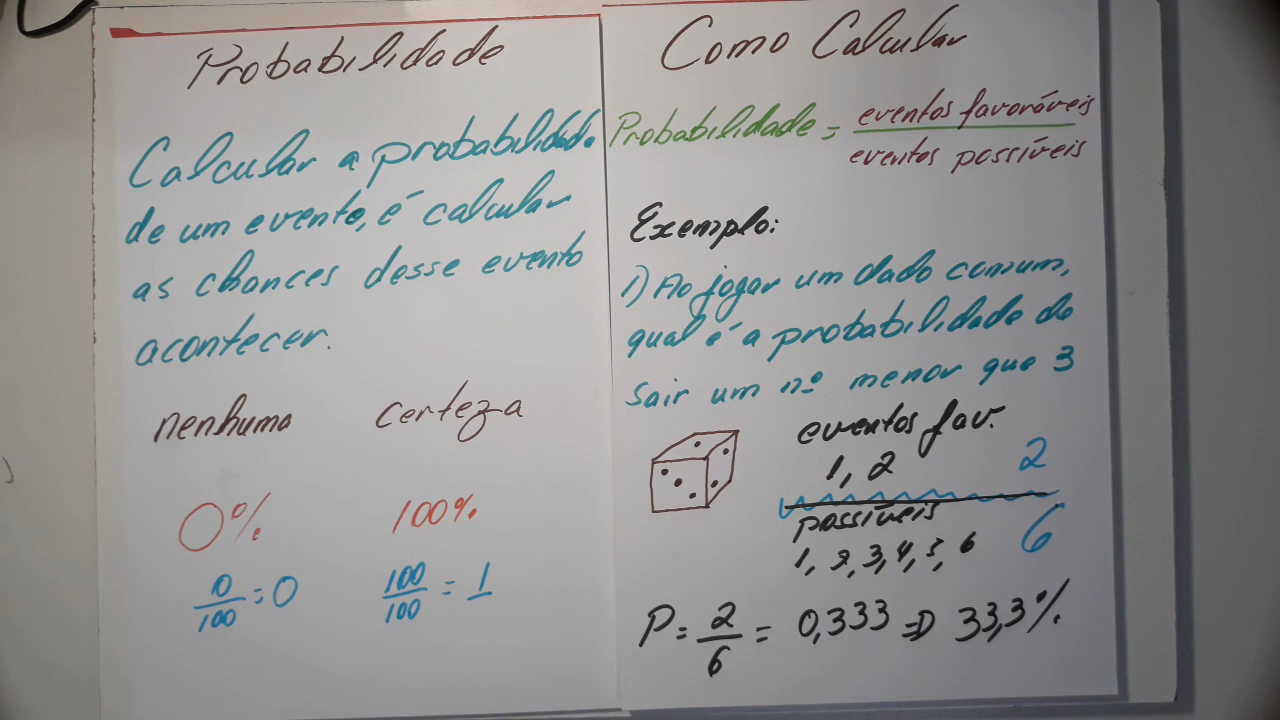 Probabilidade
Calcular a probabilidade
de um evento, é calcular
as chances desse evento
acontecer.
nenhuma certeza
0% 100%
0/100 = 0 100/100 = 1
Como Calcular
Probabilidade = eventos favoráveis
eventos possíveis
Exemplo:
1) Ao jogar um dado comum,
qual é a probabilidade de
sair um nº menor que 3
eventos fav.
1, 2 2
possíveis
1, 2, 3, 4, 5, 6 6
P = 2/6 = 0,333 => 33,3%